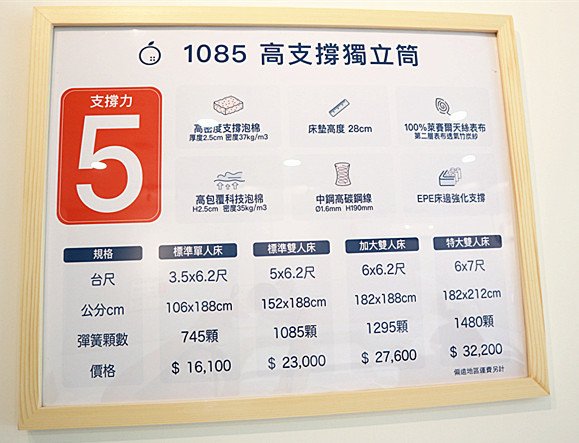 1085 高支撐獨立筒
支撐力
5
高密度支撐泡棉
厚度2.5cm 密度37kg/m3
床墊高度 28cm
100%萊賽爾天絲表布
第二層表布透氣竹炭紗
高包覆科技泡棉
H2.5cm 密度35kg/m3
中鋼高碳鋼線
Ø1.6mm H190mm
EPE床邊強化支撐
規格 標準單人床 標準雙人床 加大雙人床 特大雙人床
台尺 3.5x6.2尺 5x6.2尺 6x6.2尺 6x7尺
公分cm 106x188cm 152x188cm 182x188cm 182x212cm
彈簧顆數 745顆 1085顆 1295顆 1480顆
價格 $ 16,100 $ 23,000 $ 27,600 $ 32,200
偏遠地區運費另計